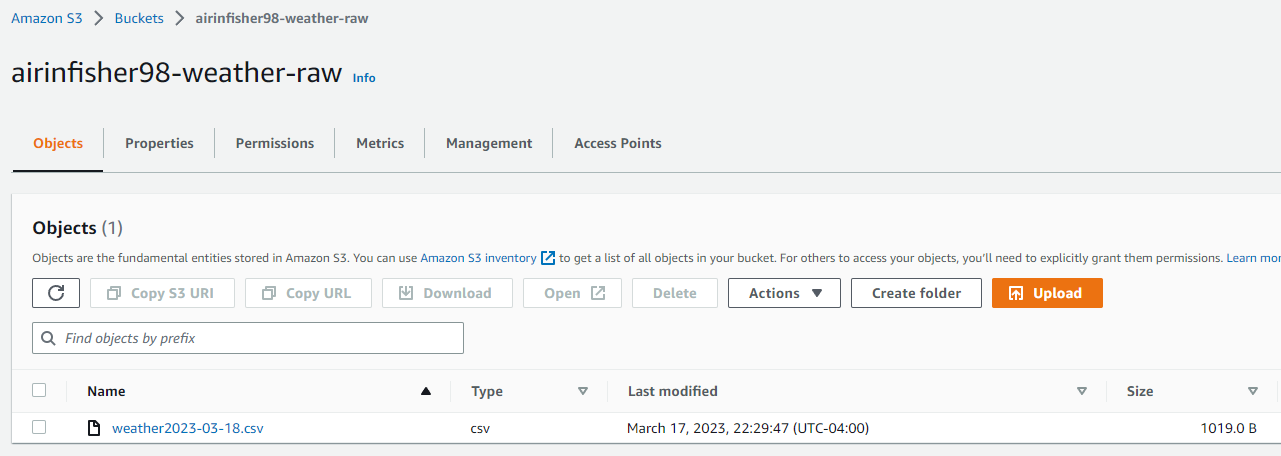 Amazon S3 > Buckets > airinfisher98-weather-raw
airinfisher98-weather-raw Info
Objects Properties Permissions Metrics Management Access Points
Objects (1)
Objects are the fundamental entities stored in Amazon S3. You can use Amazon S3 inventory to get a list of all objects in your bucket. For others to access your objects, you'll need to explicitly grant them permissions. Learn mor
Copy S3 URI Copy URL Download Open Delete Actions Create folder Upload
Find objects by prefix
Name Type Last modified Size
weather2023-03-18.csv csv March 17, 2023, 22:29:47 (UTC-04:00) 1019.0 B